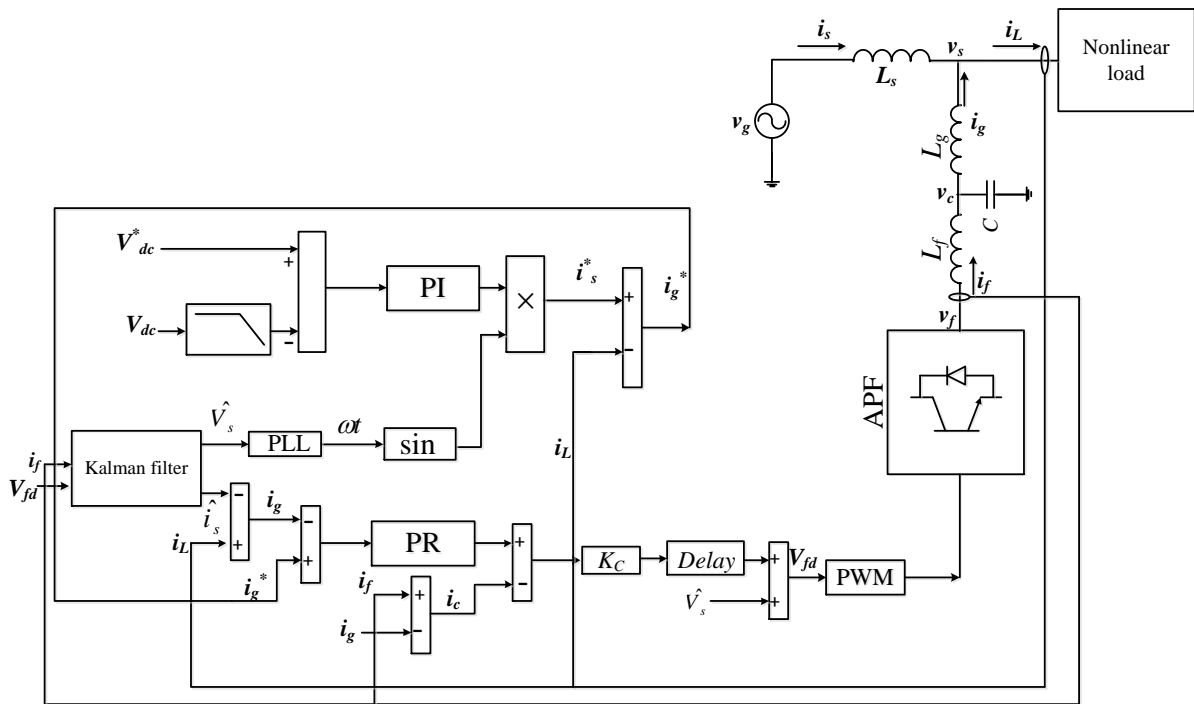 i_s
v_s
i_L
Nonlinear
load
L_s
v_g
i_g
L_g
v_c
C
L_f
i_f
v_f
APF
V*_dc
+
PI
×
i*_s
+
i_g*
V_dc
-
-
V̂_s
ωt
i_L
PLL
sin
i_f
Kalman filter
V_fd
î_s
-
i_g
-
i_L
+
PR
+
K_C
Delay
+
V_fd
PWM
i_g*
+
i_f
+
i_c
-
V̂_s
+
i_g
-